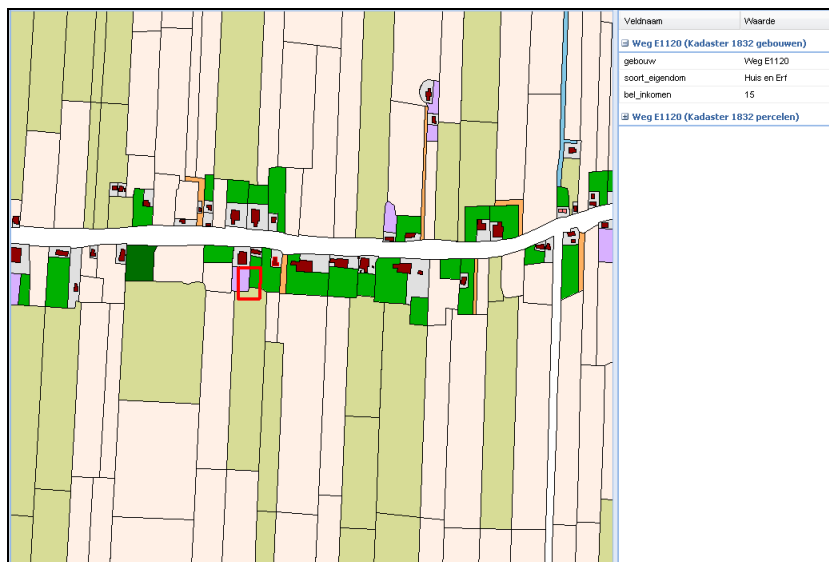 Veldnaam Waarde
Weg E1120 (Kadaster 1832 gebouwen)
gebouw Weg E1120
soort_eigendom Huis en Erf
bel_inkomen 15
Weg E1120 (Kadaster 1832 percelen)